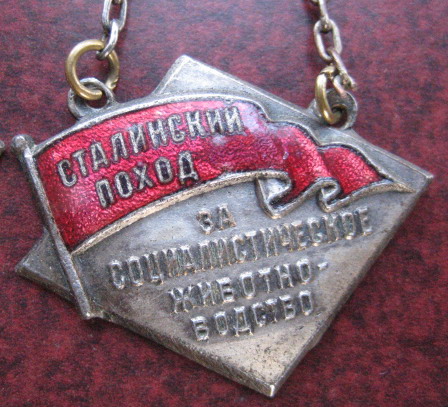 СТАЛИНСКИЙ
ПОХОД
ЗА
СОЦИАЛИСТИЧЕСКОЕ
ЖИВОТНО-
ВОДСТВО